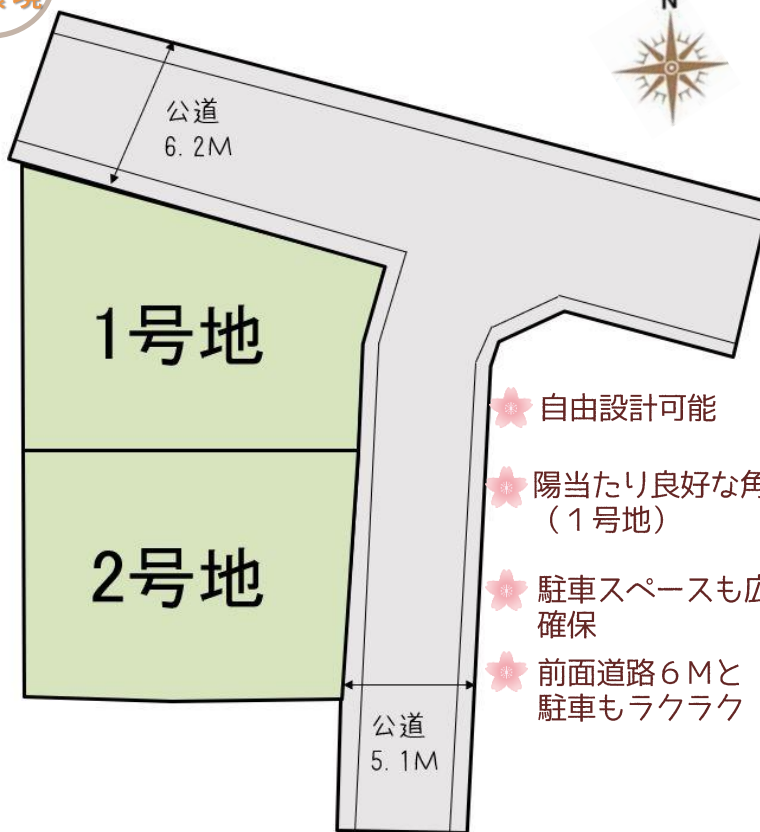 境
N
公道
6.2M
1号地
自由設計可能
陽当たり良好な角
(1号地)
2号地
駐車スペースも広
確保
前面道路6Mと
駐車もラクラク
公道
5.1M